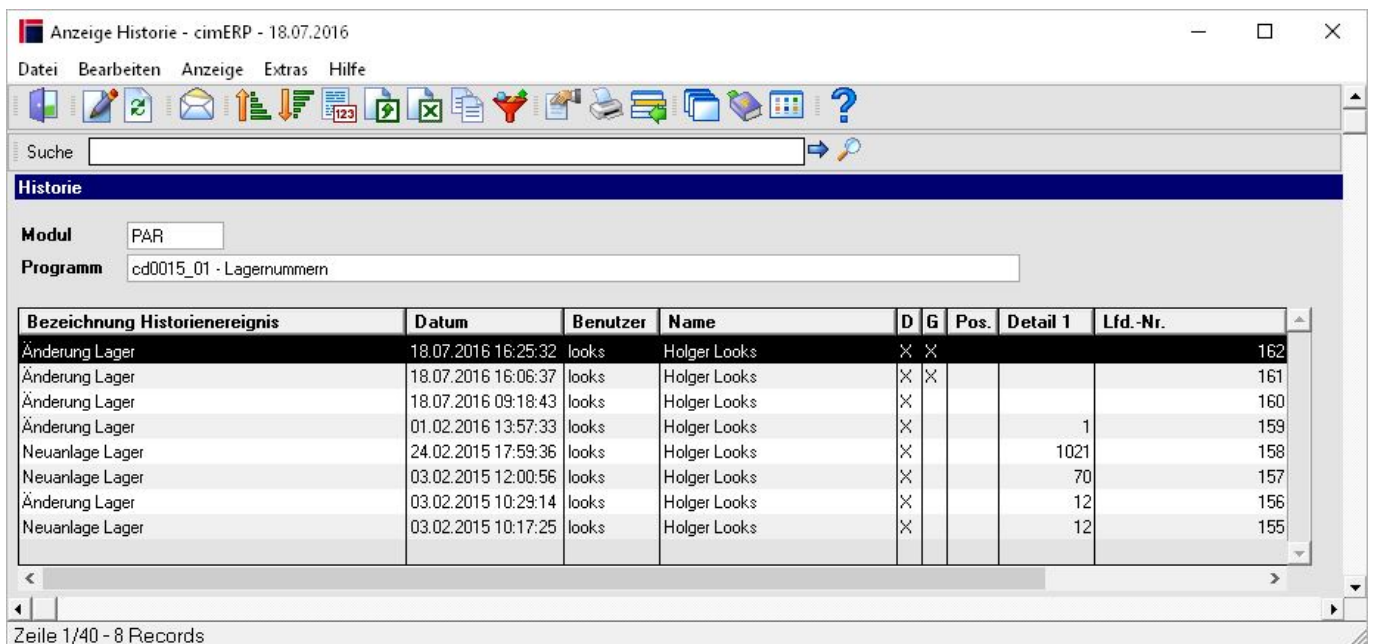 Anzeige Historie - cimERP - 18.07.2016
Datei Bearbeiten Anzeige Extras Hilfe
123
Suche
Historie
Modul PAR
Programm cd0015_01 - Lagernummern
Bezeichnung Historienereignis Datum Benutzer Name D G Pos. Detail 1 Lfd.-Nr.
Änderung Lager 18.07.2016 16:25:32 looks Holger Looks X X 162
Änderung Lager 18.07.2016 16:06:37 looks Holger Looks X X 161
Änderung Lager 18.07.2016 09:18:43 looks Holger Looks X 160
Änderung Lager 01.02.2016 13:57:33 looks Holger Looks X 1 159
Neuanlage Lager 24.02.2015 17:59:36 looks Holger Looks X 1021 158
Neuanlage Lager 03.02.2015 12:00:56 looks Holger Looks X 70 157
Änderung Lager 03.02.2015 10:29:14 looks Holger Looks X 12 156
Neuanlage Lager 03.02.2015 10:17:25 looks Holger Looks X 12 155
Zeile 1/40 - 8 Records